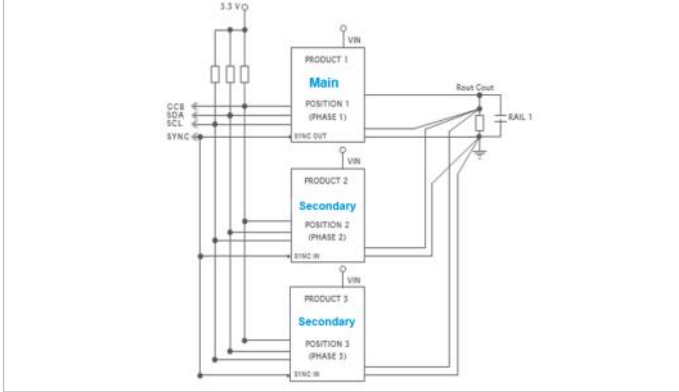 3.3 V
VIN
PRODUCT 1
Main
POSITION 1
(PHASE 1)
SYNC OUT
GCB
SDA
SCL
SYNC
Rout Cout
RAIL 1
VIN
PRODUCT 2
Secondary
POSITION 2
(PHASE 2)
SYNC IN
VIN
PRODUCT 3
Secondary
POSITION 3
(PHASE 3)
SYNC IN